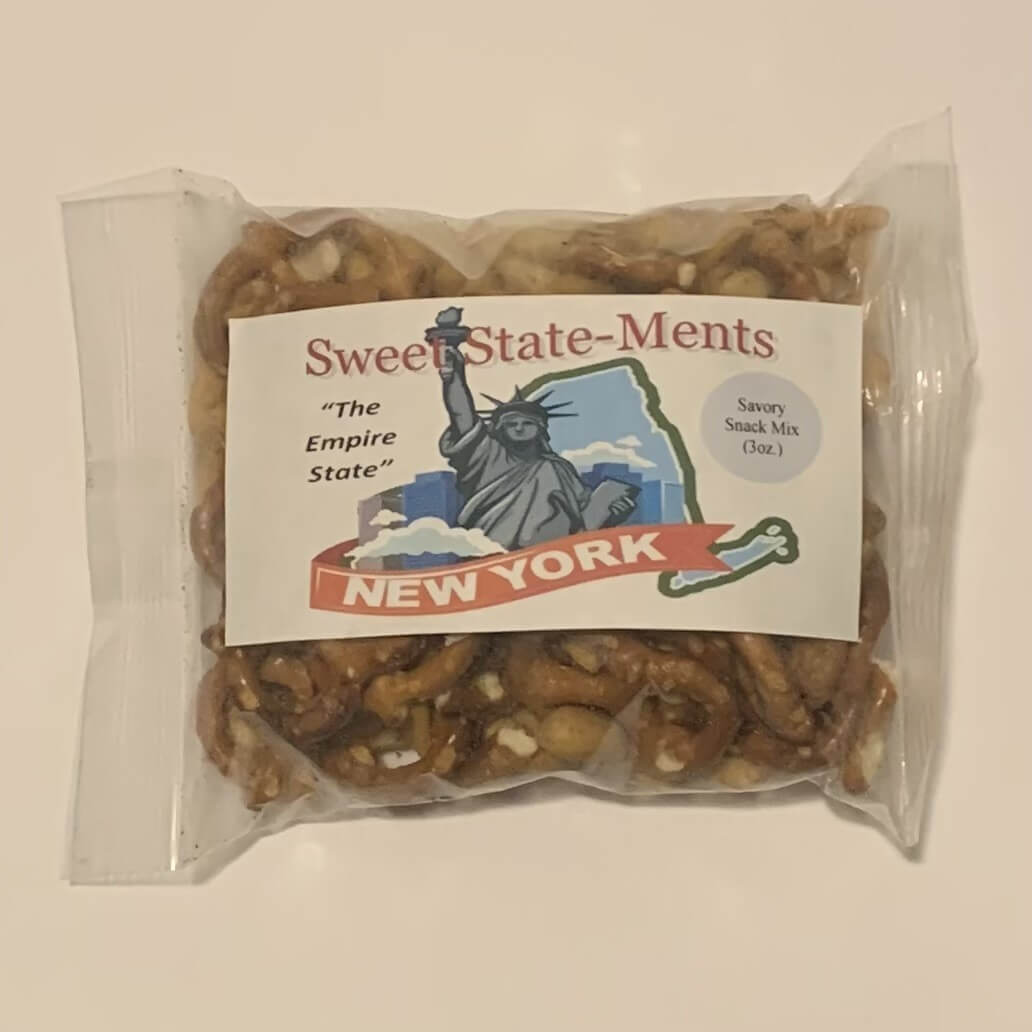 Sweet State-Ments
“The
Empire
State”
Savory
Snack Mix
(3oz.)
NEW YORK